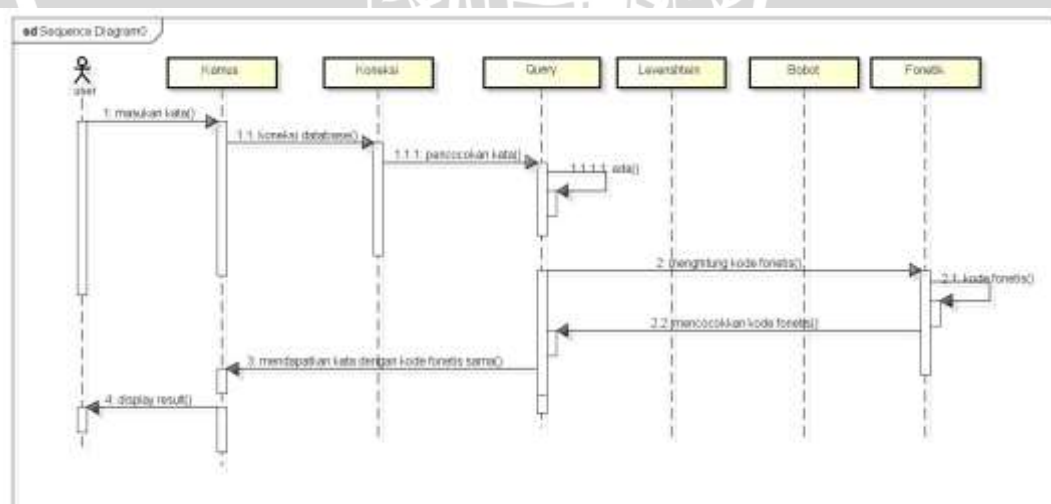 sd Sequence Diagram0
user
Kamus
Koneksi
Query
Levenshtein
Bobot
Fonetik
1: masukan kata()
1.1: koneksi database()
1.1.1: pencocokan kata()
1.1.1.1: ada()
2: menghitung kode fonetis()
2.1: kode fonetis()
2.2: mencocokkan kode fonetis()
3: mendapatkan kata dengan kode fonetis sama()
4: display result()